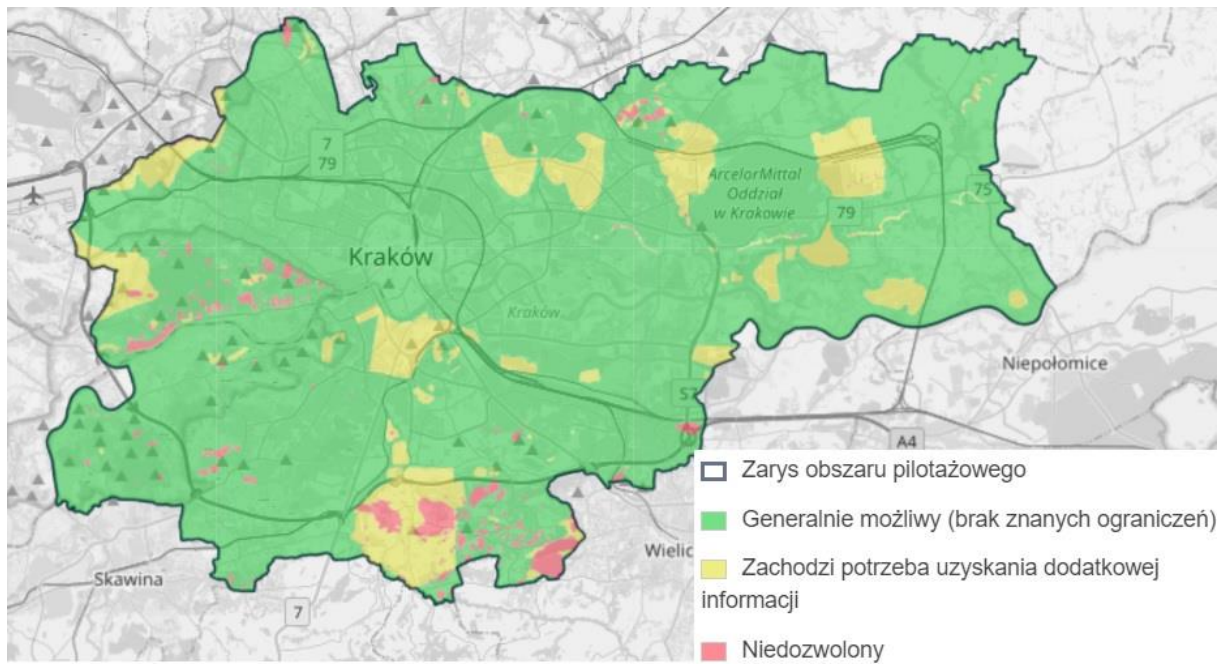 7
79
ArcelorMittal
Oddział
w Krakowie
75
79
Kraków
Kraków
Niepołomice
S7
A4
Wielic
Skawina
7
Zarys obszaru pilotażowego
Generalnie możliwy (brak znanych ograniczeń)
Zachodzi potrzeba uzyskania dodatkowej
informacji
Niedozwolony